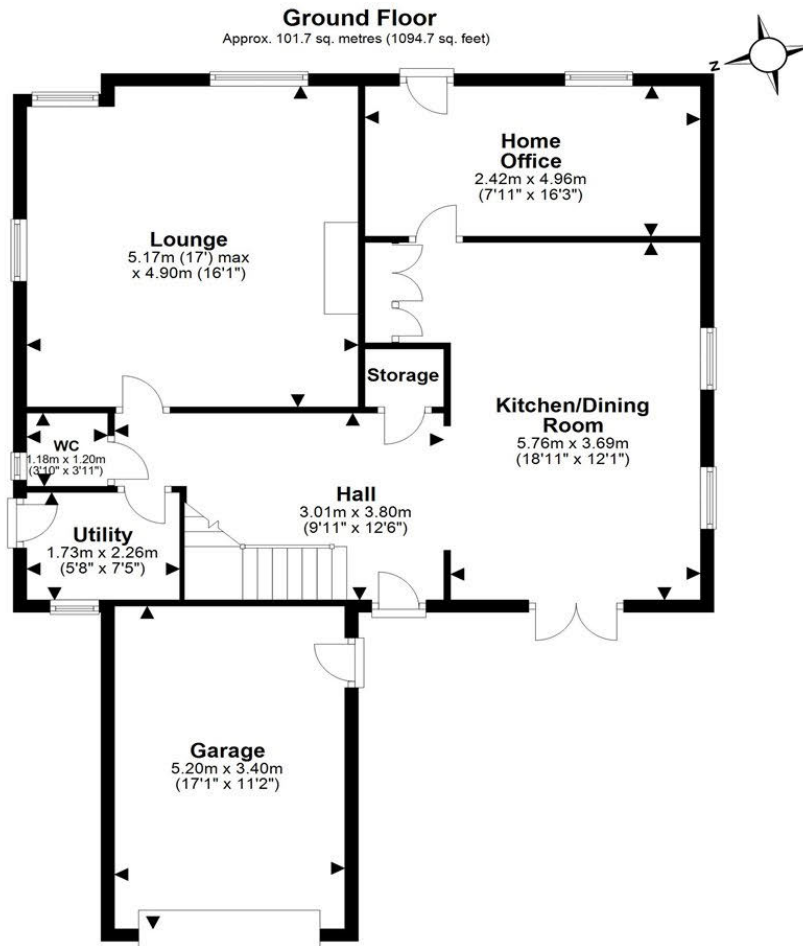 Ground Floor
Approx. 101.7 sq. metres (1094.7 sq. feet)
Z
Home
Office
2.42m x 4.96m
(7'11" x 16'3")
Lounge
5.17m (17') max
x 4.90m (16'1")
Storage
Kitchen/Dining
Room
5.76m x 3.69m
(18'11" x 12'1")
WC
1.18m x 1.20m
(3'10" x 3'11")
Hall
3.01m x 3.80m
(9'11" x 12'6")
Utility
1.73m x 2.26m
(5'8" x 7'5")
Garage
5.20m x 3.40m
(17'1" x 11'2")